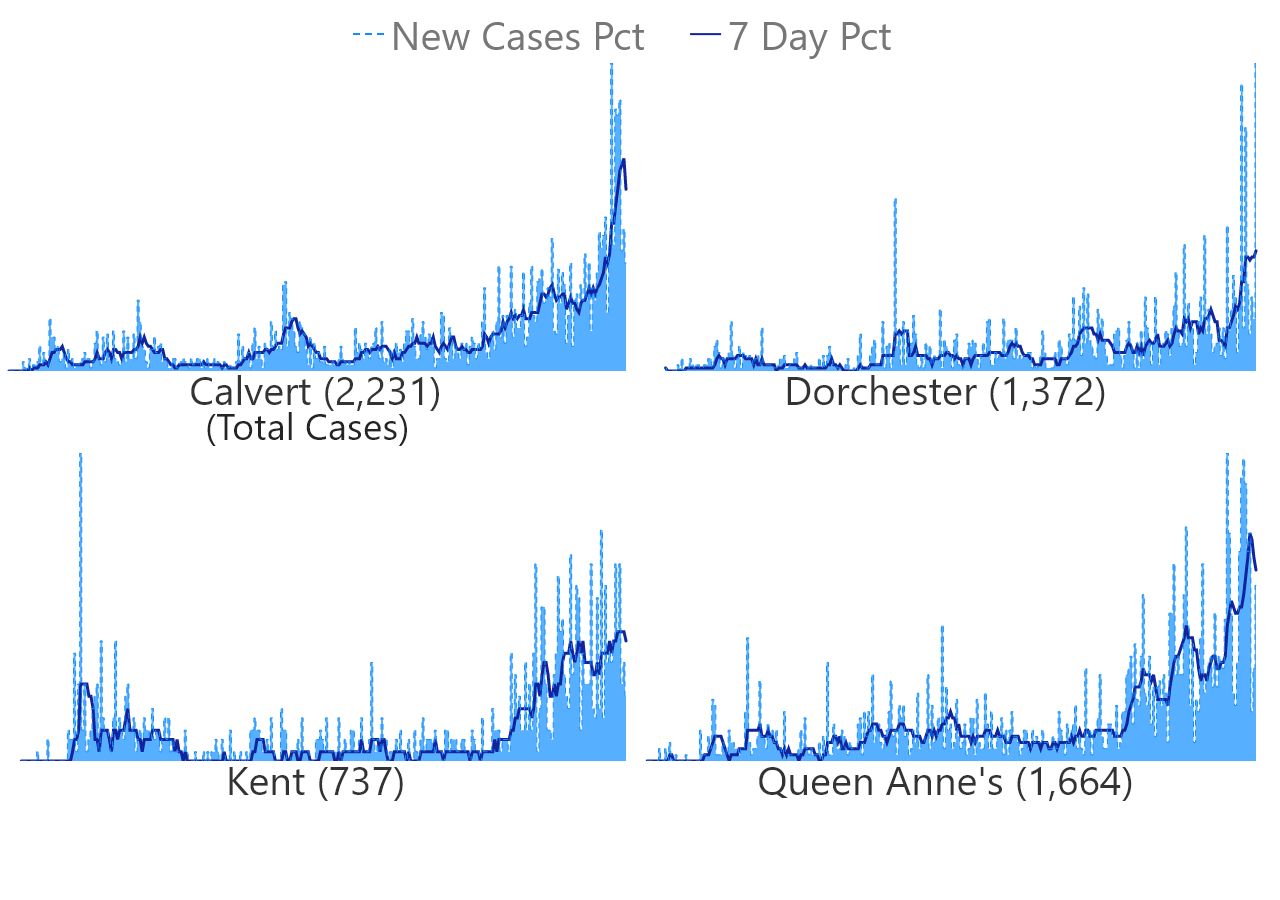 New Cases Pct 7 Day Pct
Calvert (2,231) Dorchester (1,372)
(Total Cases)
Kent (737) Queen Anne's (1,664)